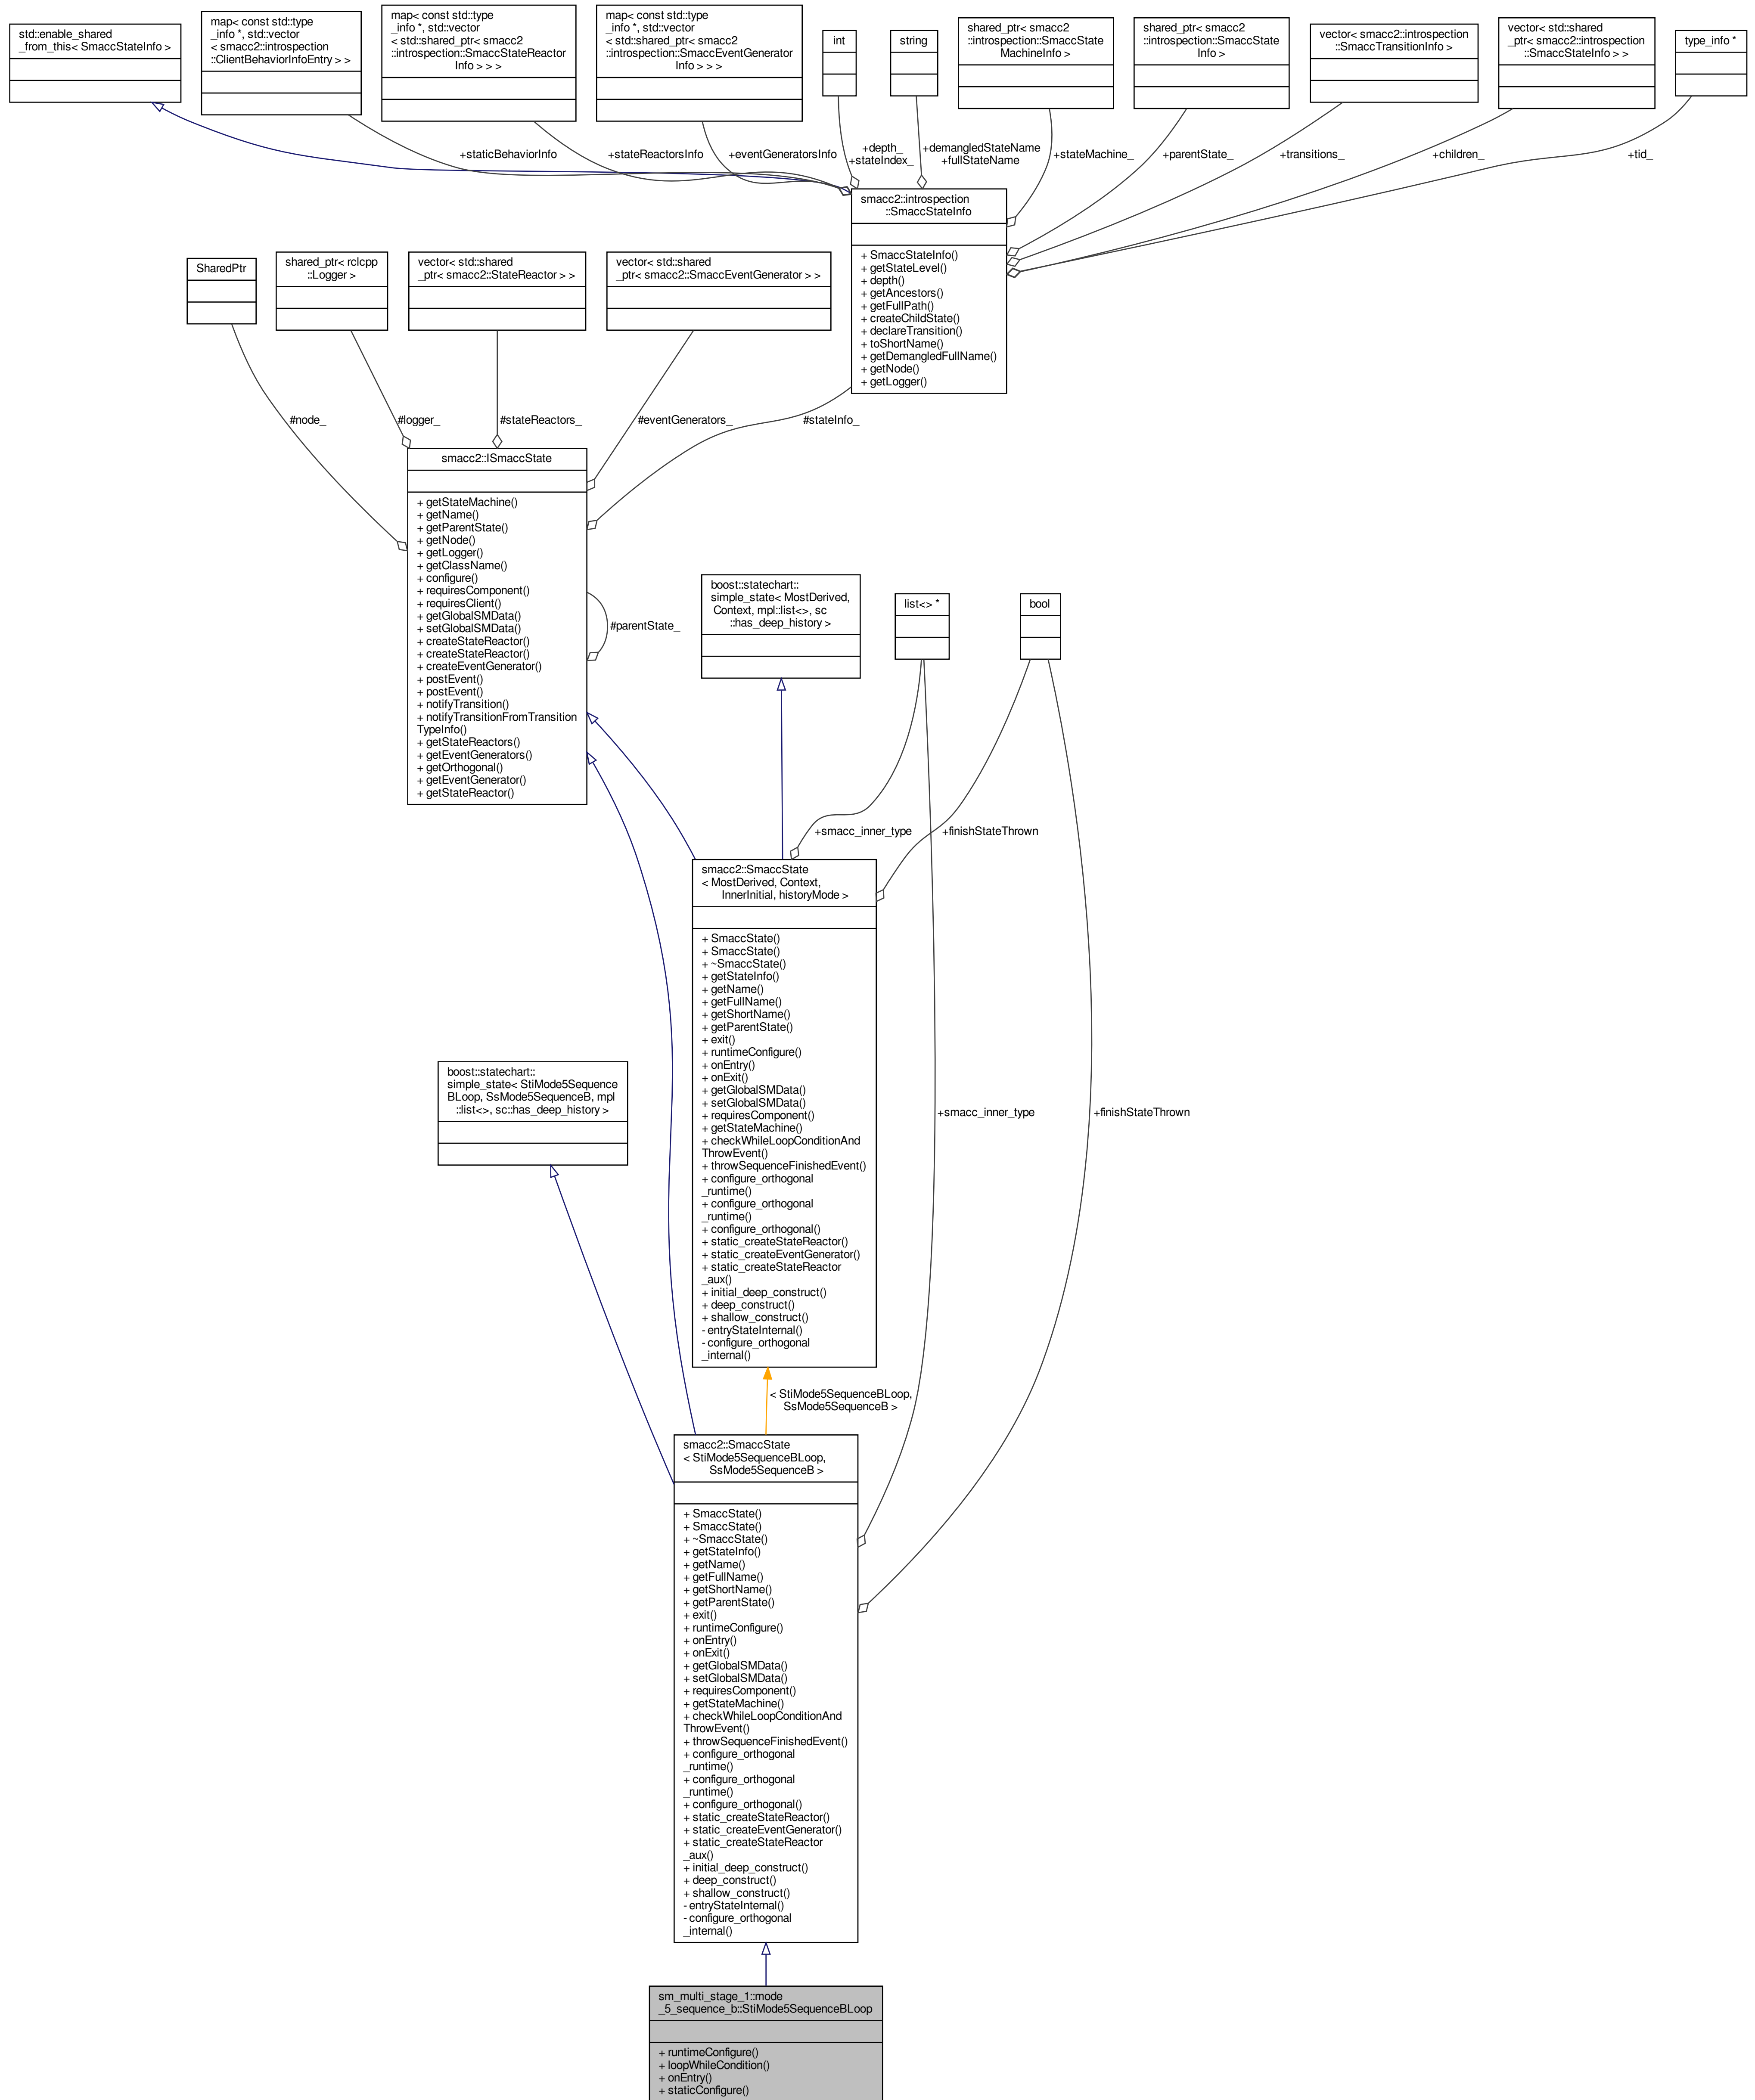 std::enable_shared
_from_this< SmaccStateInfo >
map< const std::type
_info *, std::vector
< smacc2::introspection
::ClientBehaviorInfoEntry > >
map< const std::type
_info *, std::vector
< std::shared_ptr< smacc2
::introspection::SmaccStateReactor
Info > > >
map< const std::type
_info *, std::vector
< std::shared_ptr< smacc2
::introspection::SmaccEventGenerator
Info > > >
int
string
shared_ptr< smacc2
::introspection::SmaccState
MachineInfo >
shared_ptr< smacc2
::introspection::SmaccState
Info >
vector< smacc2::introspection
::SmaccTransitionInfo >
vector< std::shared
_ptr< smacc2::introspection
::SmaccStateInfo > >
type_info *
+staticBehaviorInfo
+stateReactorsInfo
+eventGeneratorsInfo
+depth_
+stateIndex_
+demangledStateName
+fullStateName
+stateMachine_
+parentState_
+transitions_
+children_
+tid_
smacc2::introspection
::SmaccStateInfo
+ SmaccStateInfo()
+ getStateLevel()
+ depth()
+ getAncestors()
+ getFullPath()
+ createChildState()
+ declareTransition()
+ toShortName()
+ getDemangledFullName()
+ getNode()
+ getLogger()
SharedPtr
shared_ptr< rclcpp
::Logger >
vector< std::shared
_ptr< smacc2::StateReactor > >
vector< std::shared
_ptr< smacc2::SmaccEventGenerator > >
#node_
#logger_
#stateReactors_
#eventGenerators_
#stateInfo_
smacc2::ISmaccState
+ getStateMachine()
+ getName()
+ getParentState()
+ getNode()
+ getLogger()
+ getClassName()
+ configure()
+ requiresComponent()
+ requiresClient()
+ getGlobalSMData()
+ setGlobalSMData()
+ createStateReactor()
+ createStateReactor()
+ createEventGenerator()
+ postEvent()
+ postEvent()
+ notifyTransition()
+ notifyTransitionFromTransition
TypeInfo()
+ getStateReactors()
+ getEventGenerators()
+ getOrthogonal()
+ getEventGenerator()
+ getStateReactor()
#parentState_
boost::statechart::
simple_state< MostDerived,
Context, mpl::list<>, sc
::has_deep_history >
list<> *
bool
+smacc_inner_type
+finishStateThrown
smacc2::SmaccState
< MostDerived, Context,
InnerInitial, historyMode >
+ SmaccState()
+ SmaccState()
+ ~SmaccState()
+ getStateInfo()
+ getName()
+ getFullName()
+ getShortName()
+ getParentState()
+ exit()
+ runtimeConfigure()
+ onEntry()
+ onExit()
+ getGlobalSMData()
+ setGlobalSMData()
+ requiresComponent()
+ getStateMachine()
+ checkWhileLoopConditionAnd
ThrowEvent()
+ throwSequenceFinishedEvent()
+ configure_orthogonal
_runtime()
+ configure_orthogonal
_runtime()
+ configure_orthogonal()
+ static_createStateReactor()
+ static_createEventGenerator()
+ static_createStateReactor
_aux()
+ initial_deep_construct()
+ deep_construct()
+ shallow_construct()
- entryStateInternal()
- configure_orthogonal
_internal()
boost::statechart::
simple_state< StiMode5Sequence
BLoop, SsMode5SequenceB, mpl
::list<>, sc::has_deep_history >
+smacc_inner_type
+finishStateThrown
< StiMode5SequenceBLoop,
SsMode5SequenceB >
smacc2::SmaccState
< StiMode5SequenceBLoop,
SsMode5SequenceB >
+ SmaccState()
+ SmaccState()
+ ~SmaccState()
+ getStateInfo()
+ getName()
+ getFullName()
+ getShortName()
+ getParentState()
+ exit()
+ runtimeConfigure()
+ onEntry()
+ onExit()
+ getGlobalSMData()
+ setGlobalSMData()
+ requiresComponent()
+ getStateMachine()
+ checkWhileLoopConditionAnd
ThrowEvent()
+ throwSequenceFinishedEvent()
+ configure_orthogonal
_runtime()
+ configure_orthogonal
_runtime()
+ configure_orthogonal()
+ static_createStateReactor()
+ static_createEventGenerator()
+ static_createStateReactor
_aux()
+ initial_deep_construct()
+ deep_construct()
+ shallow_construct()
- entryStateInternal()
- configure_orthogonal
_internal()
sm_multi_stage_1::mode
_5_sequence_b::StiMode5SequenceBLoop
+ runtimeConfigure()
+ loopWhileCondition()
+ onEntry()
+ staticConfigure()